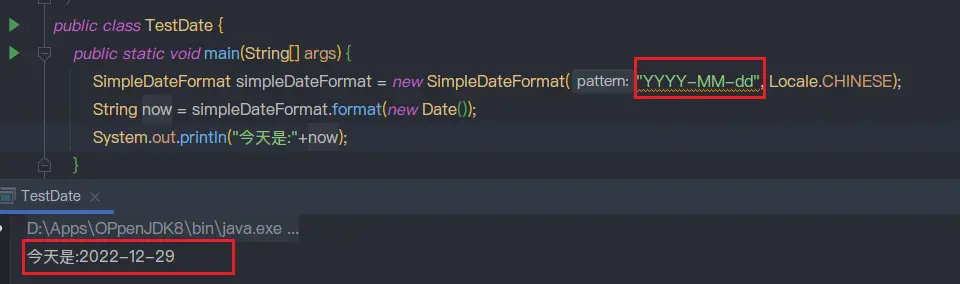 public class TestDate {
public static void main(String[] args) {
SimpleDateFormat simpleDateFormat = new SimpleDateFormat( pattern: "YYYY-MM-dd", Locale.CHINESE);
String now = simpleDateFormat.format(new Date());
System.out.println("今天是:"+now);
}
TestDate ×
D:\Apps\OPpenJDK8\bin\java.exe ...
今天是:2022-12-29